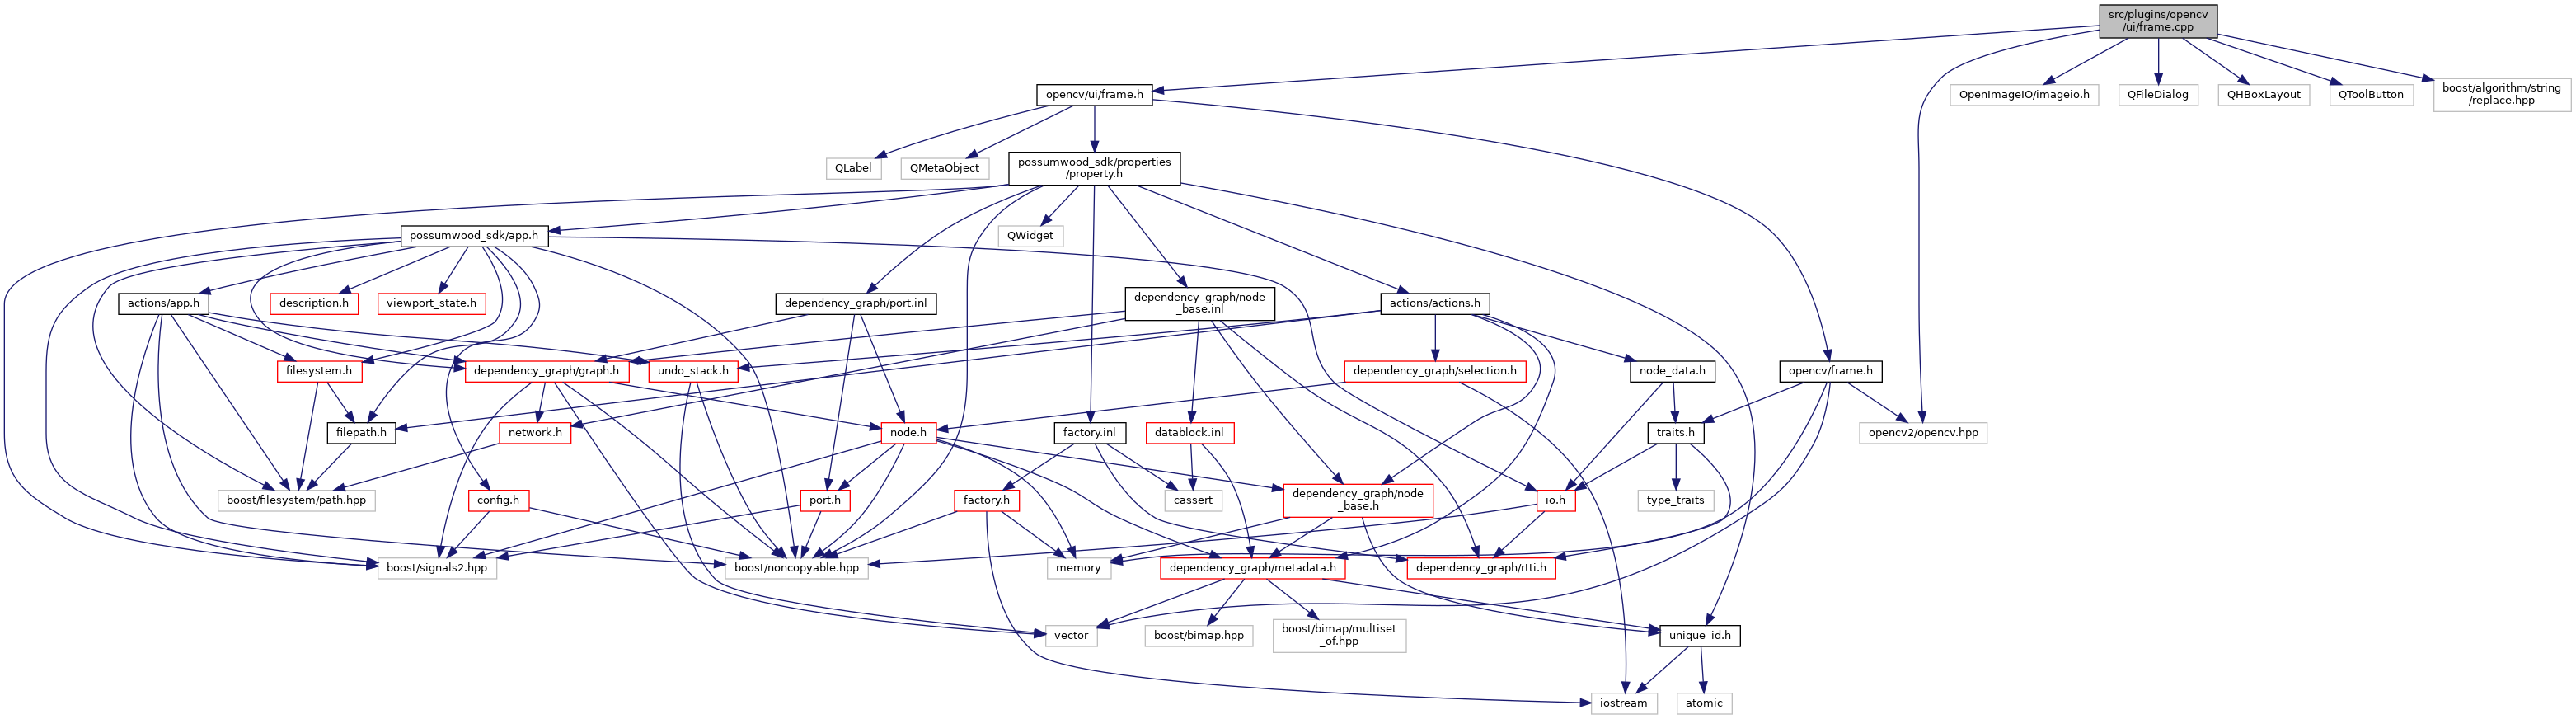 src/plugins/opencv
/ui/frame.cpp
opencv/ui/frame.h
OpenImageIO/imageio.h
QFileDialog
QHBoxLayout
QToolButton
boost/algorithm/string
/replace.hpp
QLabel
QMetaObject
possumwood_sdk/properties
/property.h
possumwood_sdk/app.h
QWidget
actions/app.h
description.h
viewport_state.h
dependency_graph/port.inl
dependency_graph/node
_base.inl
actions/actions.h
filesystem.h
dependency_graph/graph.h
undo_stack.h
dependency_graph/selection.h
node_data.h
opencv/frame.h
filepath.h
network.h
node.h
factory.inl
datablock.inl
traits.h
opencv2/opencv.hpp
boost/filesystem/path.hpp
config.h
port.h
factory.h
cassert
dependency_graph/node
_base.h
io.h
type_traits
boost/signals2.hpp
boost/noncopyable.hpp
memory
dependency_graph/metadata.h
dependency_graph/rtti.h
vector
boost/bimap.hpp
boost/bimap/multiset
_of.hpp
unique_id.h
iostream
atomic